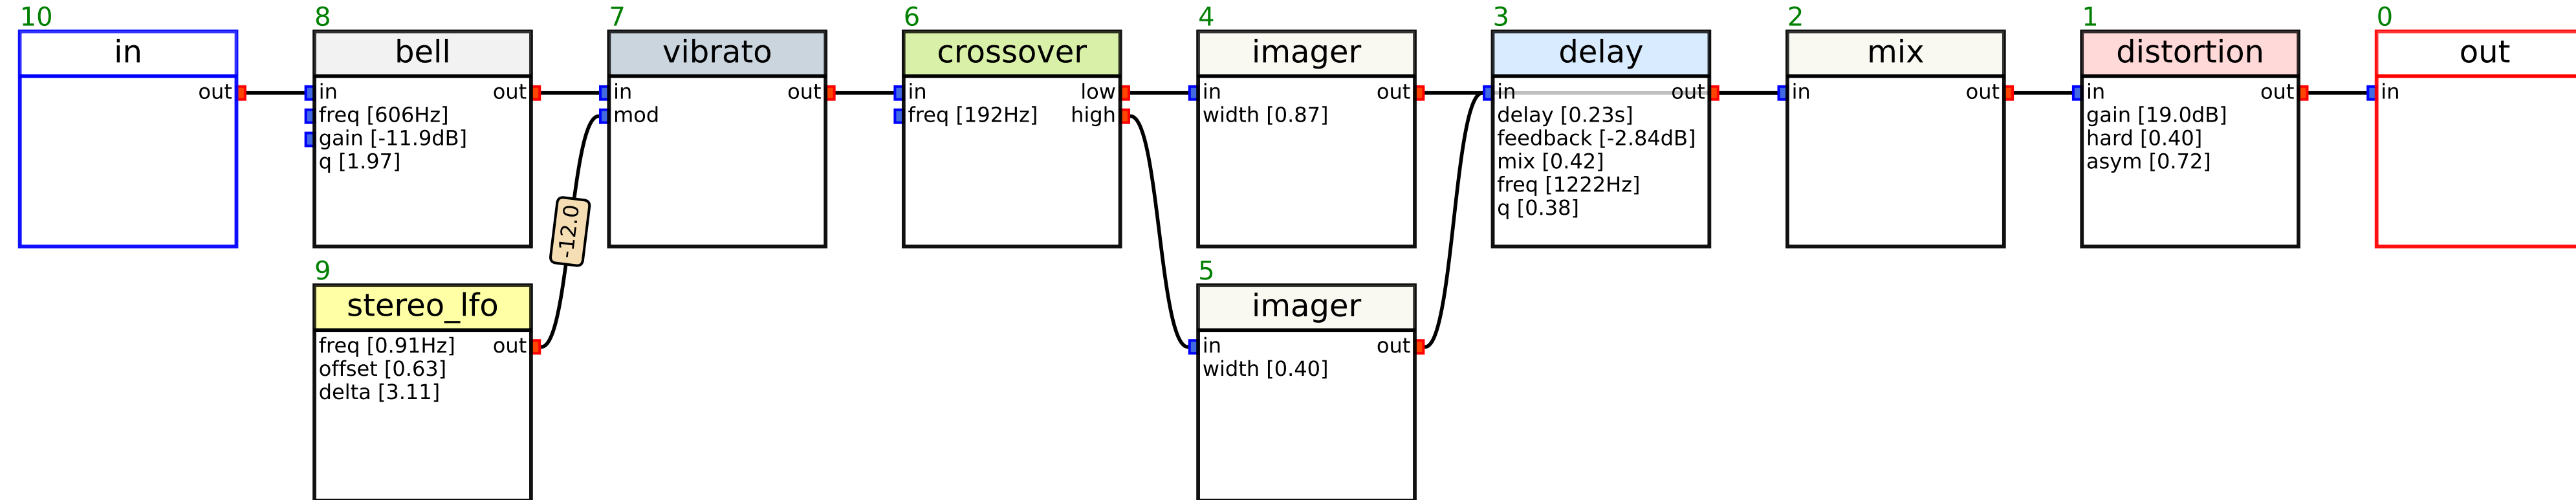 10
in
out
8
bell
in out
freq [606Hz]
gain [-11.9dB]
q [1.97]
9
stereo_lfo
freq [0.91Hz] out
offset [0.63]
delta [3.11]
-12.0
7
vibrato
in out
mod
6
crossover
in low
freq [192Hz] high
4
imager
in out
width [0.87]
5
imager
in out
width [0.40]
3
delay
in out
delay [0.23s]
feedback [-2.84dB]
mix [0.42]
freq [1222Hz]
q [0.38]
2
mix
in out
1
distortion
in out
gain [19.0dB]
hard [0.40]
asym [0.72]
0
out
in